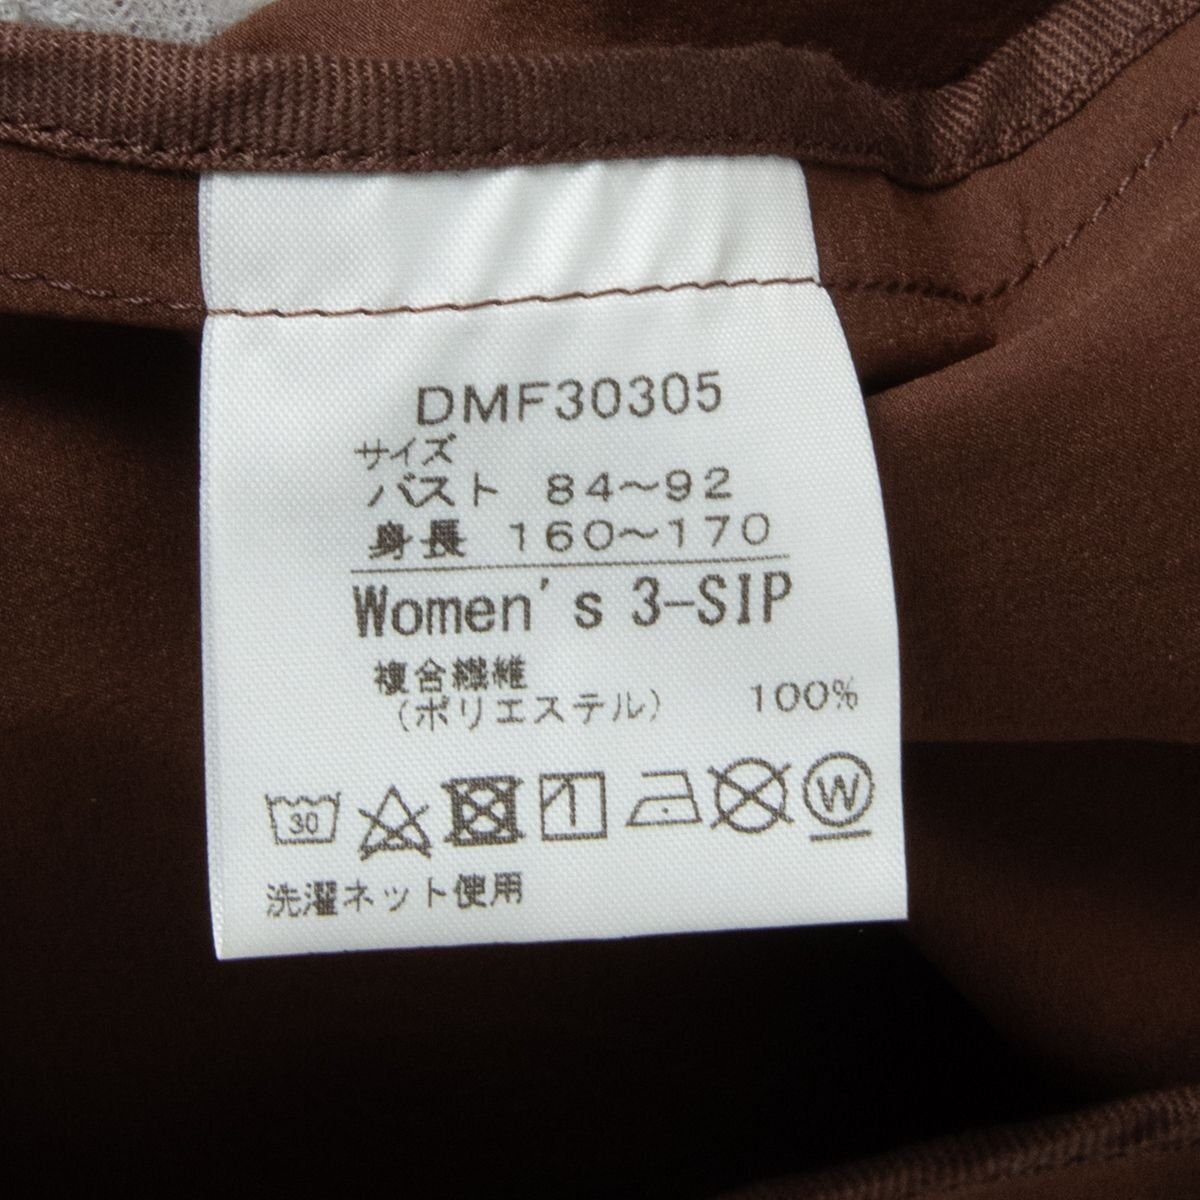 DMF30305
サイズ
バスト 84～92
身長 160～170
Women's 3-SIP
複合繊維
(ポリエステル) 100%
30 W
洗濯ネット使用